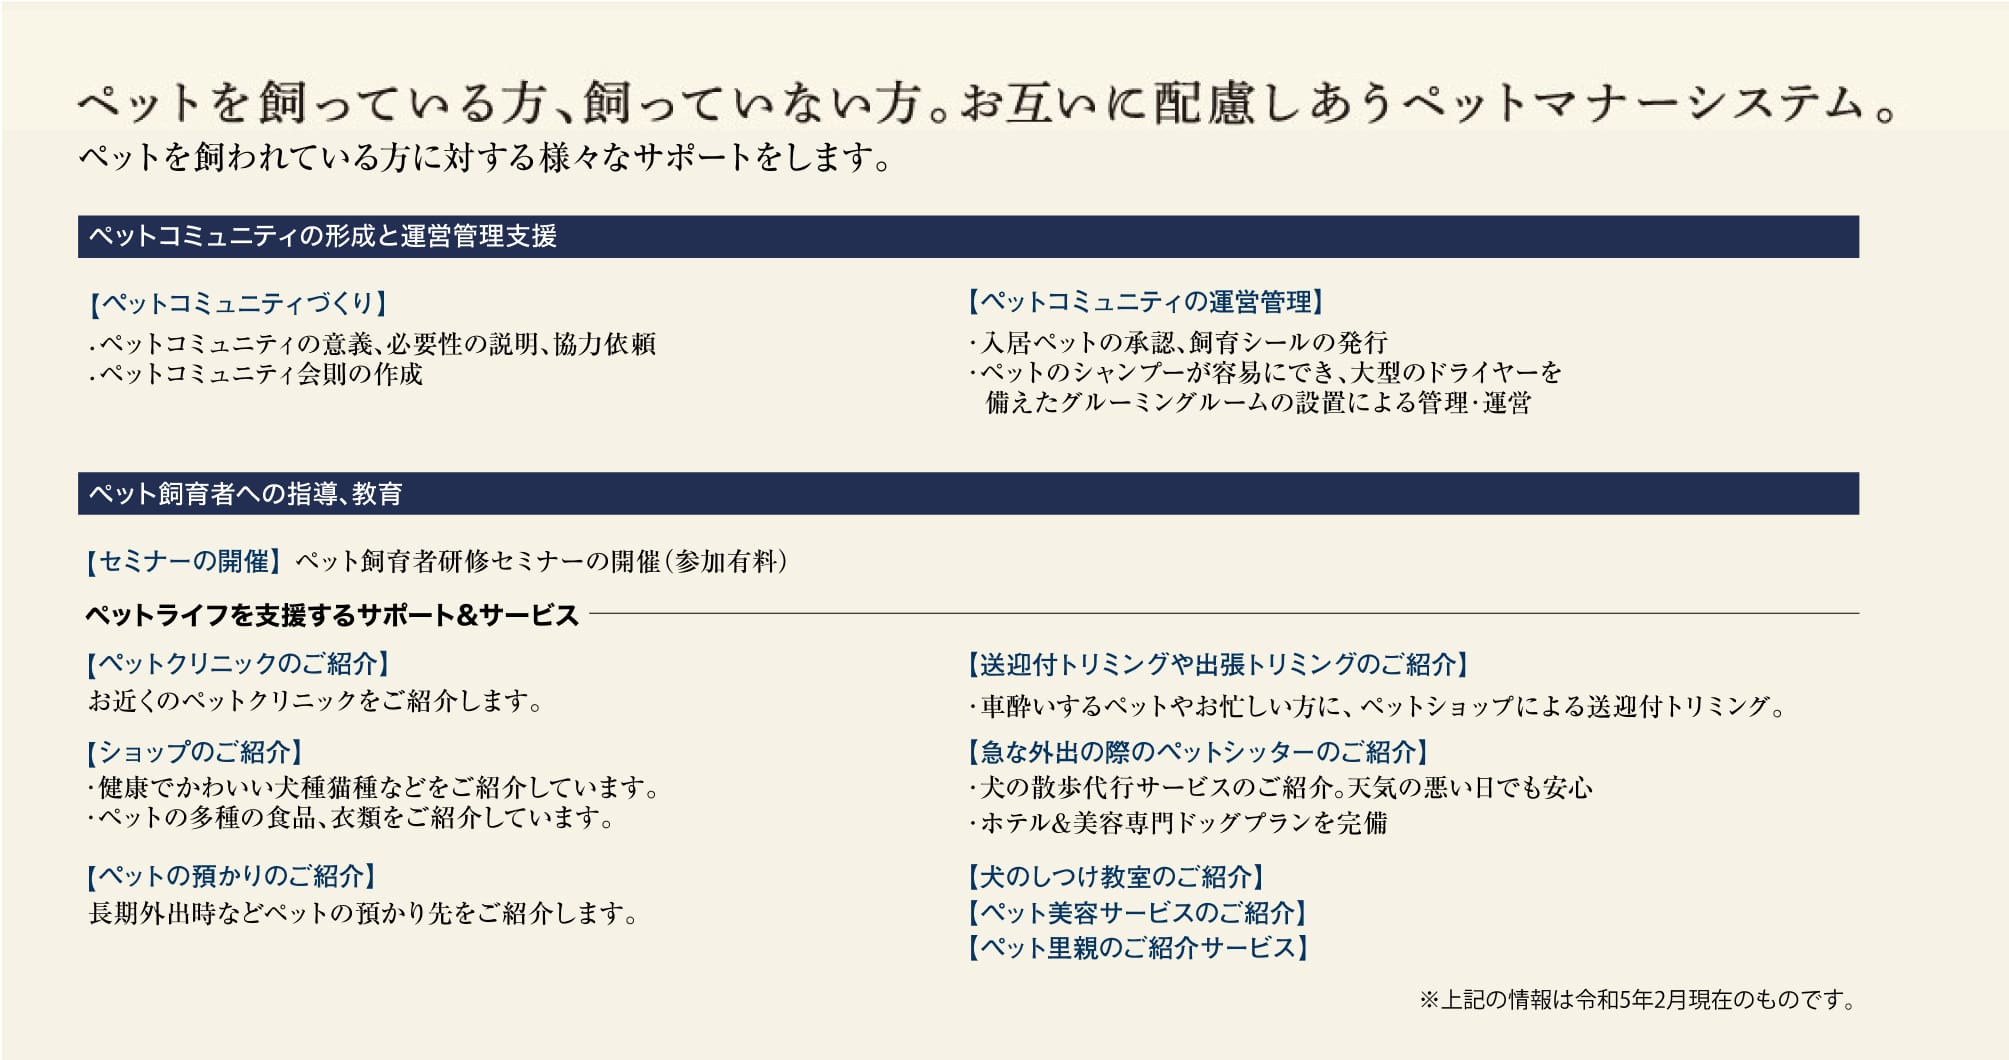 ペットを飼っている方、飼っていない方。お互いに配慮しあうペットマナーシステム。
ペットを飼われている方に対する様々なサポートをします。
ペットコミュニティの形成と運営管理支援
【ペットコミュニティづくり】
・ペットコミュニティの意義、必要性の説明、協力依頼
・ペットコミュニティ会則の作成
【ペットコミュニティの運営管理】
・入居ペットの承認、飼育シールの発行
・ペットのシャンプーが容易にでき、大型のドライヤーを
備えたグルーミングルームの設置による管理・運営
ペット飼育者への指導、教育
【セミナーの開催】 ペット飼育者研修セミナーの開催(参加有料)
ペットライフを支援するサポート&サービス
【ペットクリニックのご紹介】
お近くのペットクリニックをご紹介します。
【ショップのご紹介】
・健康でかわいい犬種猫種などをご紹介しています。
・ペットの多種の食品、衣類をご紹介しています。
【ペットの預かりのご紹介】
長期外出時などペットの預かり先をご紹介します。
【送迎付トリミングや出張トリミングのご紹介】
・車酔いするペットやお忙しい方に、ペットショップによる送迎付トリミング。
【急な外出の際のペットシッターのご紹介】
・犬の散歩代行サービスのご紹介。天気の悪い日でも安心
・ホテル&美容専門ドッグプランを完備
【犬のしつけ教室のご紹介】
【ペット美容サービスのご紹介】
【ペット里親のご紹介サービス】
※上記の情報は令和5年2月現在のものです。